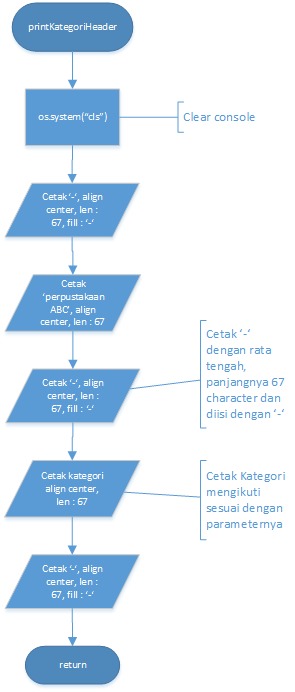 printKategoriHeader
os.system(“cls”)
Clear console
Cetak ‘-’, align
center, len :
67, fill : ‘-‘
Cetak
‘perpustakaan
ABC’, align
center, len : 67
Cetak ‘-’, align
center, len :
67, fill : ‘-‘
Cetak ‘-‘
dengan rata
tengah,
panjangnya 67
character dan
diisi dengan ‘-’
Cetak kategori
align center,
len : 67
Cetak Kategori
mengikuti
sesuai dengan
parameternya
Cetak ‘-’, align
center, len :
67, fill : ‘-‘
return